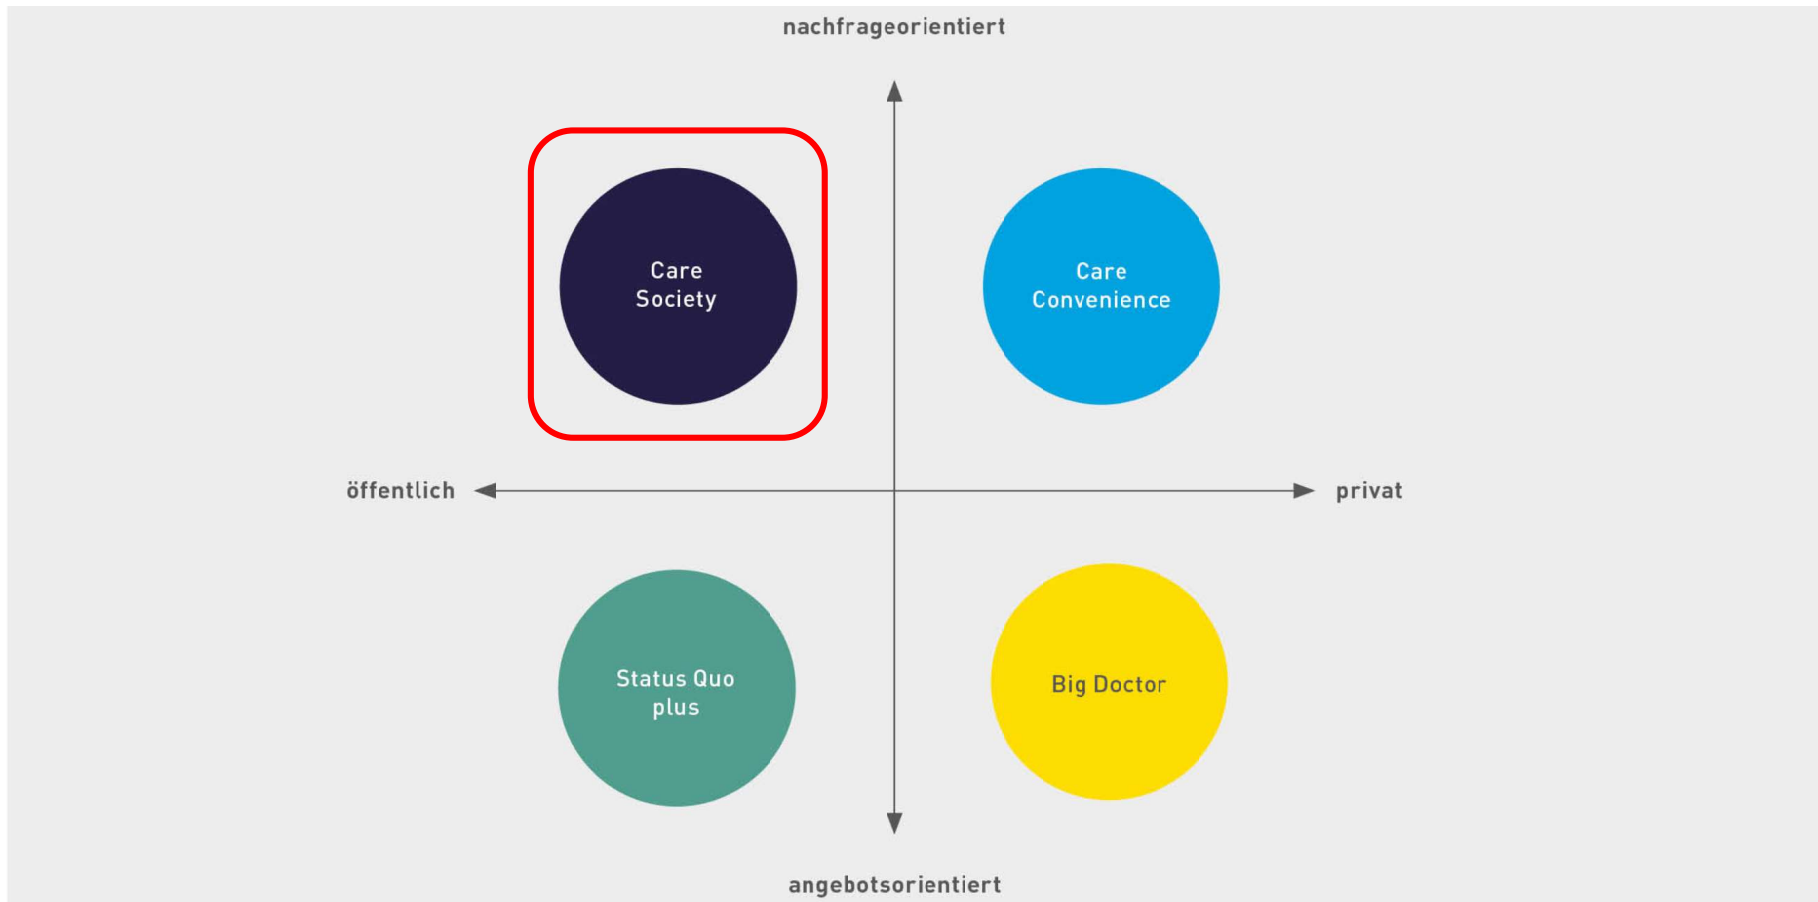 nachfrageorientiert
Care
Society
Care
Convenience
öffentlich
privat
Status Quo
plus
Big Doctor
angebotsorientiert